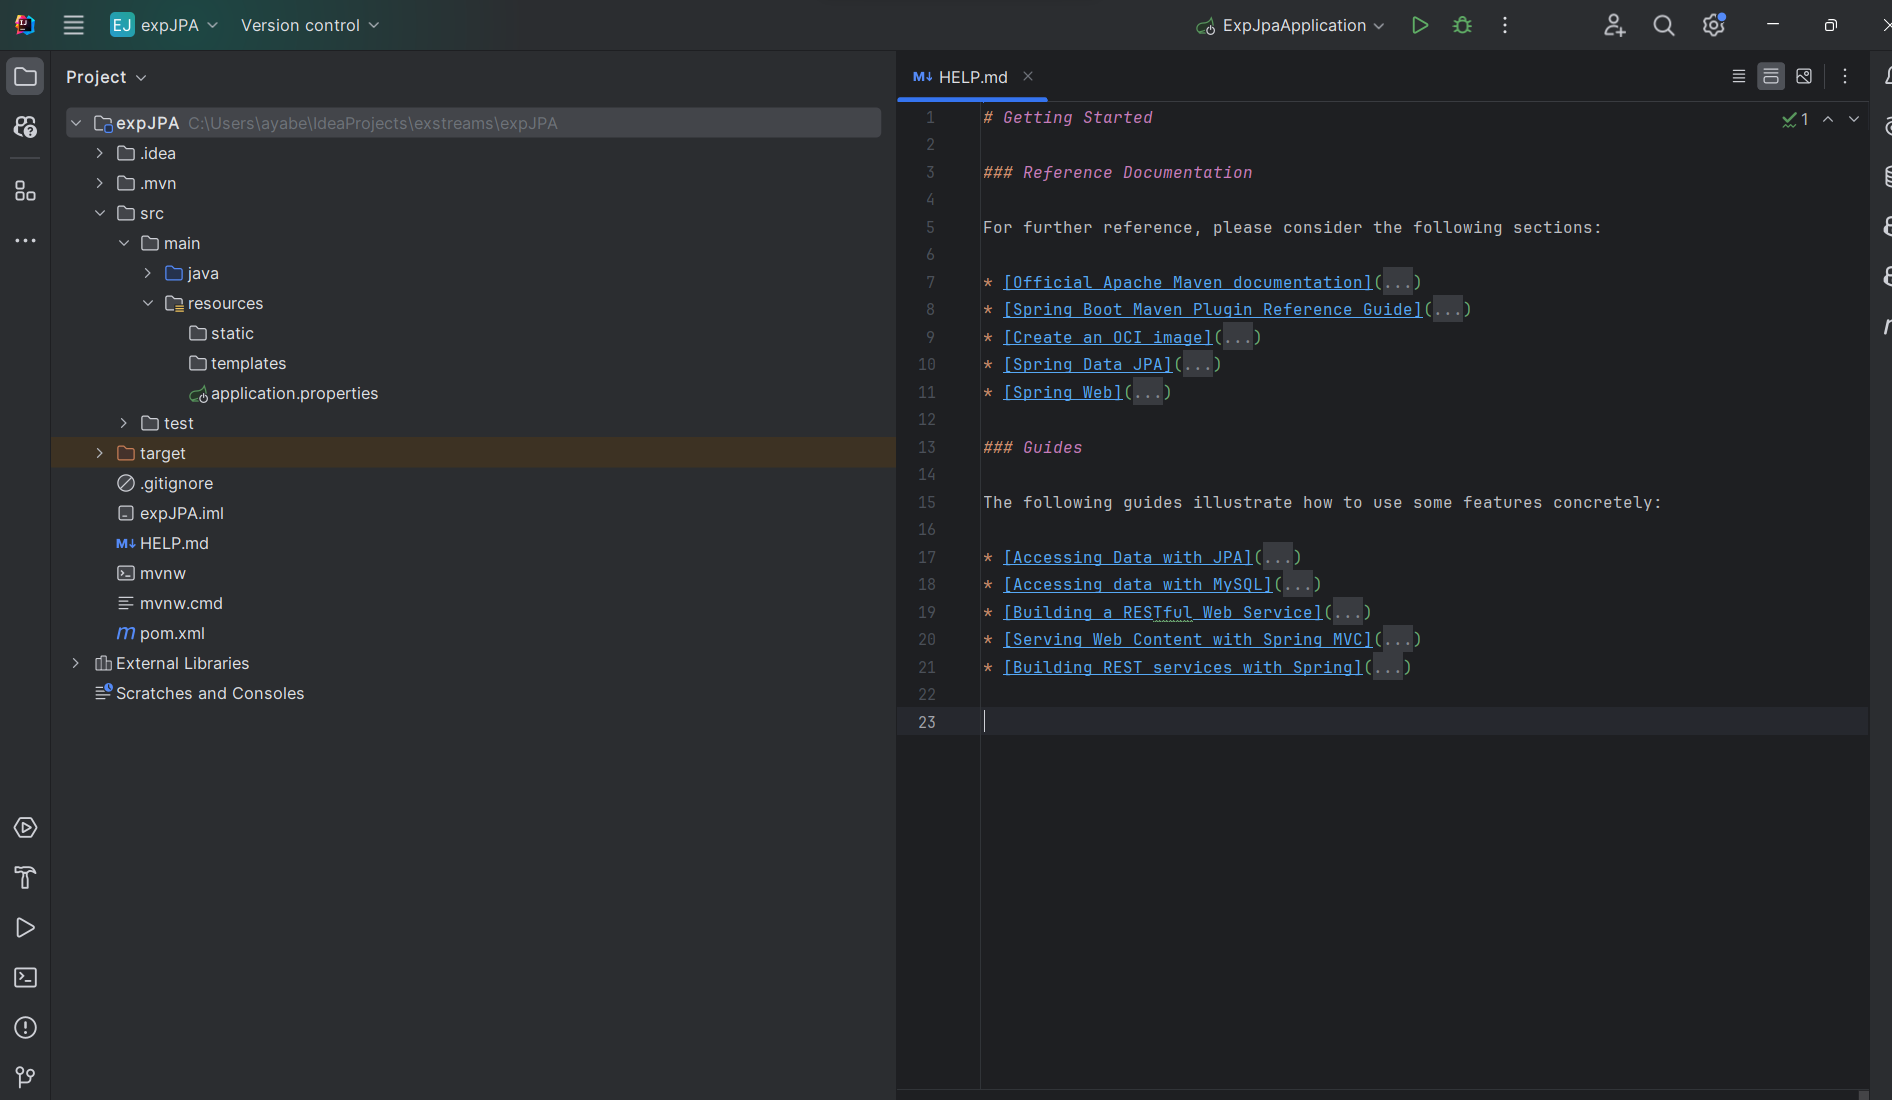 EJ expJPA Version control ExpJpaApplication
Project
expJPA C:\Users\ayabe\IdeaProjects\exstreams\expJPA
.idea
.mvn
src
main
java
resources
static
templates
application.properties
test
target
.gitignore
expJPA.iml
M↓ HELP.md
mvnw
mvnw.cmd
m pom.xml
External Libraries
Scratches and Consoles
M↓ HELP.md
1 # Getting Started
1
2
3 ### Reference Documentation
4
5 For further reference, please consider the following sections:
6
7 * [Official Apache Maven documentation](...)
8 * [Spring Boot Maven Plugin Reference Guide](...)
9 * [Create an OCI image](...)
10 * [Spring Data JPA](...)
11 * [Spring Web](...)
12
13 ### Guides
14
15 The following guides illustrate how to use some features concretely:
16
17 * [Accessing Data with JPA](...)
18 * [Accessing data with MySQL](...)
19 * [Building a RESTful Web Service](...)
20 * [Serving Web Content with Spring MVC](...)
21 * [Building REST services with Spring](...)
22
23